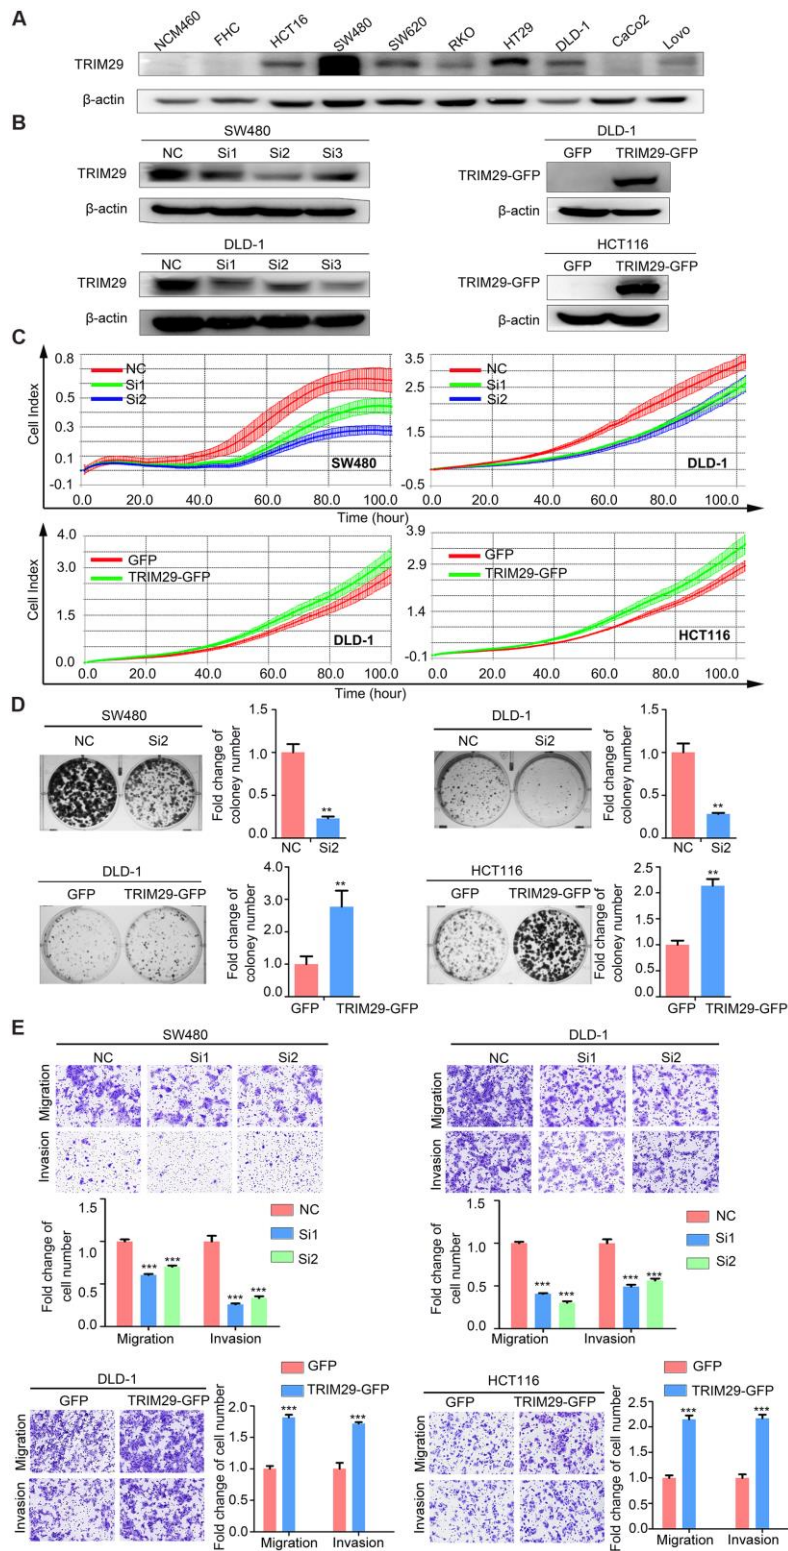 A
NCM460 FHC HCT16 SW480 SW620 RKO HT29 DLD-1 CaCo2 Lovo
TRIM29
β-actin
B
SW480
NC Si1 Si2 Si3
TRIM29
β-actin
DLD-1
GFP TRIM29-GFP
TRIM29-GFP
β-actin
DLD-1
NC Si1 Si2 Si3
TRIM29
β-actin
HCT116
GFP TRIM29-GFP
TRIM29-GFP
β-actin
C
Cell Index
0.8
0.5
0.3
0.1
-0.1
NC
Si1
Si2
SW480
0.0 20.0 40.0 60.0 80.0 100.0
3.5
2.5
1.5
-0.5
NC
Si1
Si2
DLD-1
0.0 20.0 40.0 60.0 80.0 100.0
Time (hour)
Cell Index
4.0
3.0
1.5
0.0
GFP
TRIM29-GFP
DLD-1
0.0 20.0 40.0 60.0 80.0 100.0
3.9
2.9
1.4
-0.1
GFP
TRIM29-GFP
HCT116
0.0 20.0 40.0 60.0 80.0 100.0
Time (hour)
D
SW480
NC Si2
Fold change of
coloney number
1.5
1.0
0.5
0.0
**
NC Si2
DLD-1
NC Si2
Fold change of
coloney number
1.5
1.0
0.5
0.0
**
NC Si2
DLD-1
GFP TRIM29-GFP
Fold change of
coloney number
4.0
3.0
2.0
1.0
0.0
**
GFP TRIM29-GFP
HCT116
GFP TRIM29-GFP
Fold change of
coloney number
2.5
2.0
1.5
1.0
0.5
0.0
**
GFP TRIM29-GFP
E
SW480
NC Si1 Si2
Migration
Invasion
Fold change of
cell number
1.5
1.0
0.5
0.0
*** *** *** ***
Migration Invasion
NC
Si1
Si2
DLD-1
NC Si1 Si2
Migration
Invasion
Fold change of
cell number
1.5
1.0
0.5
0.0
*** *** *** ***
Migration Invasion
NC
Si1
Si2
DLD-1
GFP TRIM29-GFP
Migration
Invasion
GFP
TRIM29-GFP
Fold change of cell number
2.0
1.5
1.0
0.5
0.0
*** ***
Migration Invasion
HCT116
GFP TRIM29-GFP
Migration
Invasion
GFP
TRIM29-GFP
Fold change of cell number
2.5
2.0
1.5
1.0
0.5
0.0
*** ***
Migration Invasion